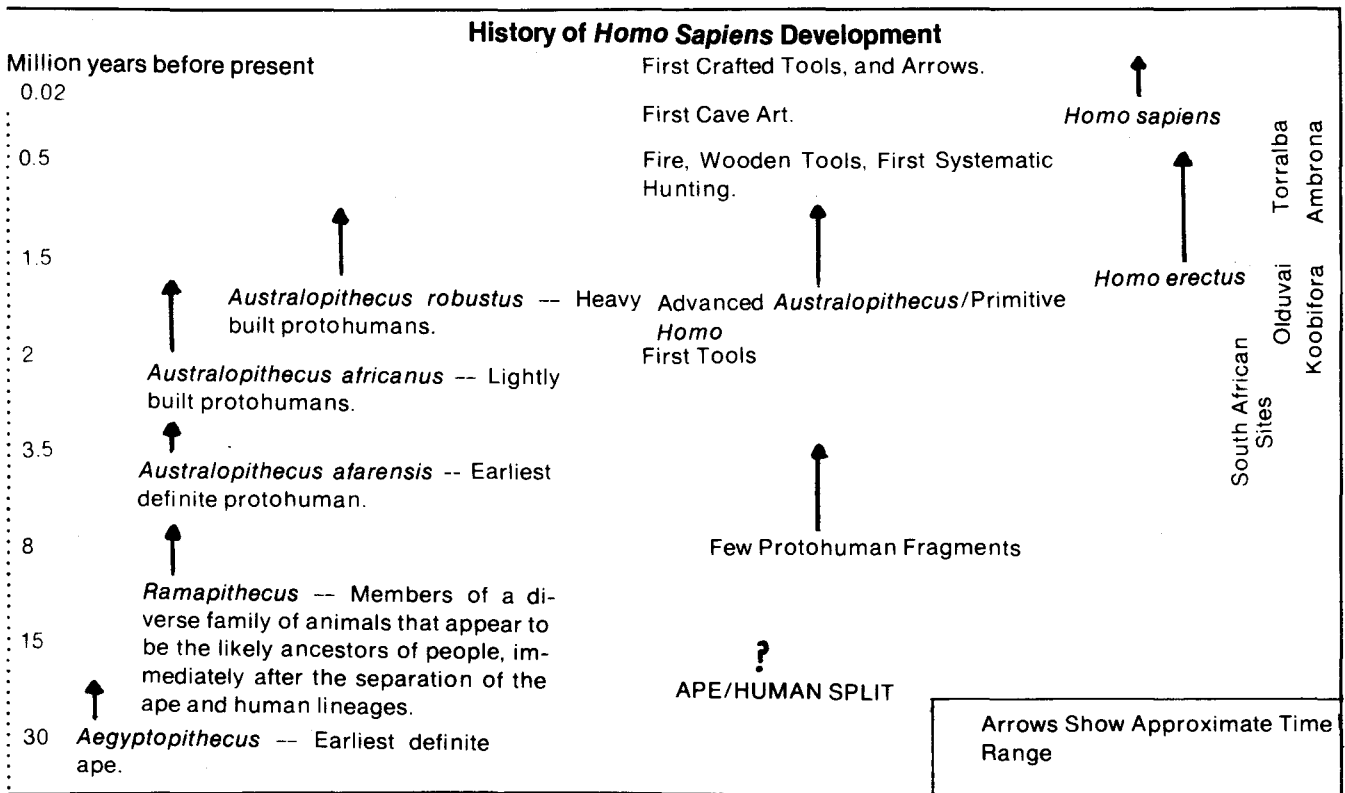 History of Homo Sapiens Development
Million years before present
0.02
0.5
1.5
2
3.5
8
15
30
First Crafted Tools, and Arrows.
First Cave Art.
Fire, Wooden Tools, First Systematic
Hunting.
Homo sapiens
Homo erectus
Torralba
Ambrona
Olduvai
Koobifora
South African
Sites
Australopithecus robustus -- Heavy
built protohumans.
Advanced Australopithecus/Primitive
Homo
First Tools
Australopithecus africanus -- Lightly
built protohumans.
Australopithecus afarensis -- Earliest
definite protohuman.
Few Protohuman Fragments
Ramapithecus -- Members of a di-
verse family of animals that appear to
be the likely ancestors of people, im-
mediately after the separation of the
ape and human lineages.
?
APE/HUMAN SPLIT
Aegyptopithecus -- Earliest definite
ape.
Arrows Show Approximate Time
Range